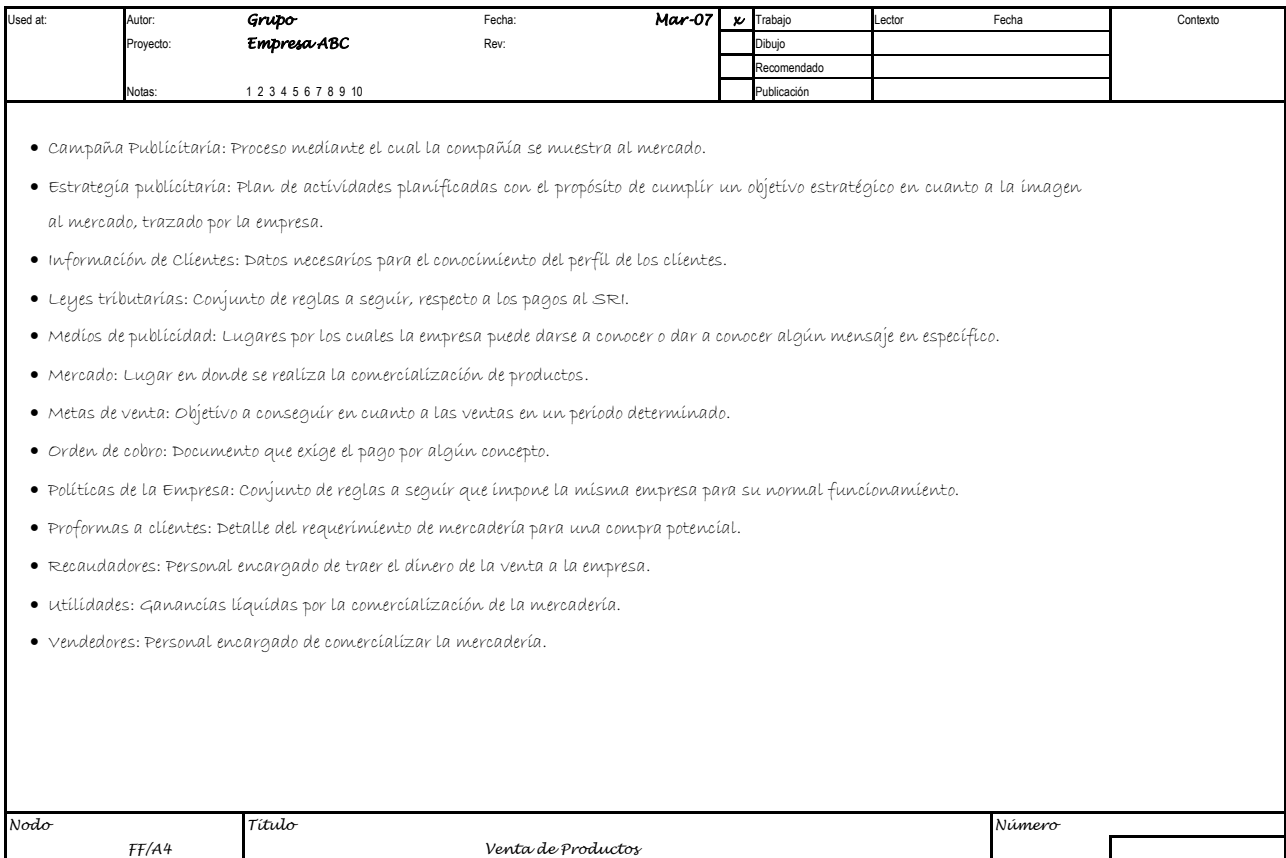 Used at: Autor: Grupo Fecha: Mar-07 x Trabajo Lector Fecha Contexto
Proyecto: Empresa ABC Rev: Dibujo
Recomendado
Notas: 1 2 3 4 5 6 7 8 9 10 Publicación
• Campaña Publicitaria: Proceso mediante el cual la compañía se muestra al mercado.
• Estrategia publicitaria: Plan de actividades planificadas con el propósito de cumplir un objetivo estratégico en cuanto a la imagen
al mercado, trazado por la empresa.
• Información de Clientes: Datos necesarios para el conocimiento del perfil de los clientes.
• Leyes tributarias: Conjunto de reglas a seguir, respecto a los pagos al SRI.
• Medios de publicidad: Lugares por los cuales la empresa puede darse a conocer o dar a conocer algún mensaje en específico.
• Mercado: Lugar en donde se realiza la comercialización de productos.
• Metas de venta: Objetivo a conseguir en cuanto a las ventas en un periodo determinado.
• Orden de cobro: Documento que exige el pago por algún concepto.
• Políticas de la Empresa: Conjunto de reglas a seguir que impone la misma empresa para su normal funcionamiento.
• Proformas a clientes: Detalle del requerimiento de mercadería para una compra potencial.
• Recaudadores: Personal encargado de traer el dinero de la venta a la empresa.
• Utilidades: Ganancias líquidas por la comercialización de la mercadería.
• Vendedores: Personal encargado de comercializar la mercadería.
Nodo Título Número
FF/A4 Venta de Productos